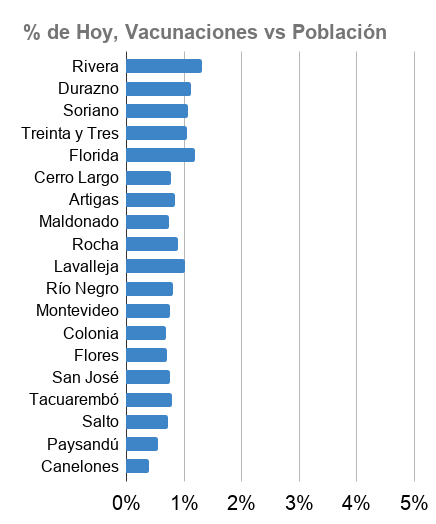 % de Hoy, Vacunaciones vs Población
Rivera
Durazno
Soriano
Treinta y Tres
Florida
Cerro Largo
Artigas
Maldonado
Rocha
Lavalleja
Río Negro
Montevideo
Colonia
Flores
San José
Tacuarembó
Salto
Paysandú
Canelones
0% 1% 2% 3% 4% 5%